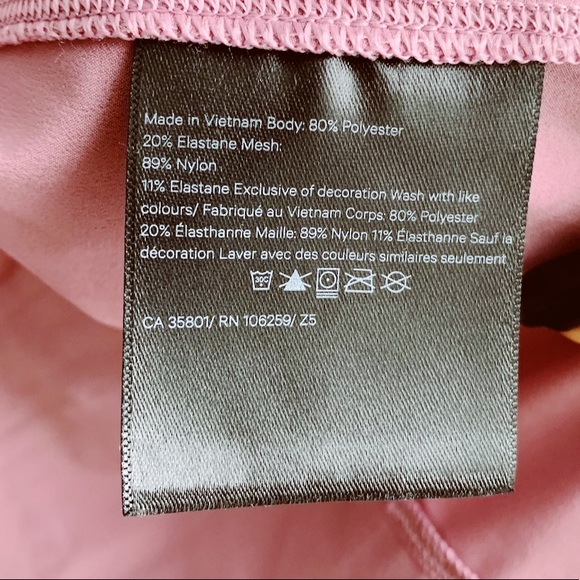 Made in Vietnam Body: 80% Polyester
20% Elastane Mesh:
89% Nylon
11% Elastane Exclusive of decoration Wash with like
colours/ Fabriqué au Vietnam Corps: 80% Polyester
20% Élasthanne Maille: 89% Nylon 11% Élasthanne Sauf la
décoration Laver avec des couleurs similaires seulement
30C
CA 35801/ RN 106259/ Z5